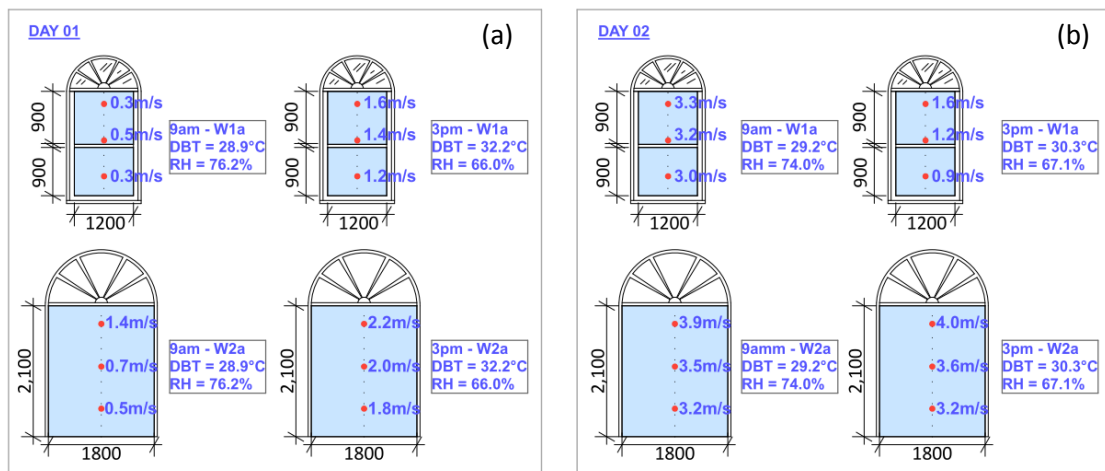 DAY 01
(a)
900
900
0.3m/s
0.5m/s
0.3m/s
9am - W1a
DBT = 28.9°C
RH = 76.2%
1200
900
900
1.6m/s
1.4m/s
1.2m/s
3pm - W1a
DBT = 32.2°C
RH = 66.0%
1200
2,100
1.4m/s
0.7m/s
0.5m/s
9am - W2a
DBT = 28.9°C
RH = 76.2%
1800
2,100
2.2m/s
2.0m/s
1.8m/s
3pm - W2a
DBT = 32.2°C
RH = 66.0%
1800
DAY 02
(b)
900
900
3.3m/s
3.2m/s
3.0m/s
9am - W1a
DBT = 29.2°C
RH = 74.0%
1200
900
900
1.6m/s
1.2m/s
0.9m/s
3pm - W1a
DBT = 30.3°C
RH = 67.1%
1200
2,100
3.9m/s
3.5m/s
3.2m/s
9amm - W2a
DBT = 29.2°C
RH = 74.0%
1800
2,100
4.0m/s
3.6m/s
3.2m/s
3pm - W2a
DBT = 30.3°C
RH = 67.1%
1800